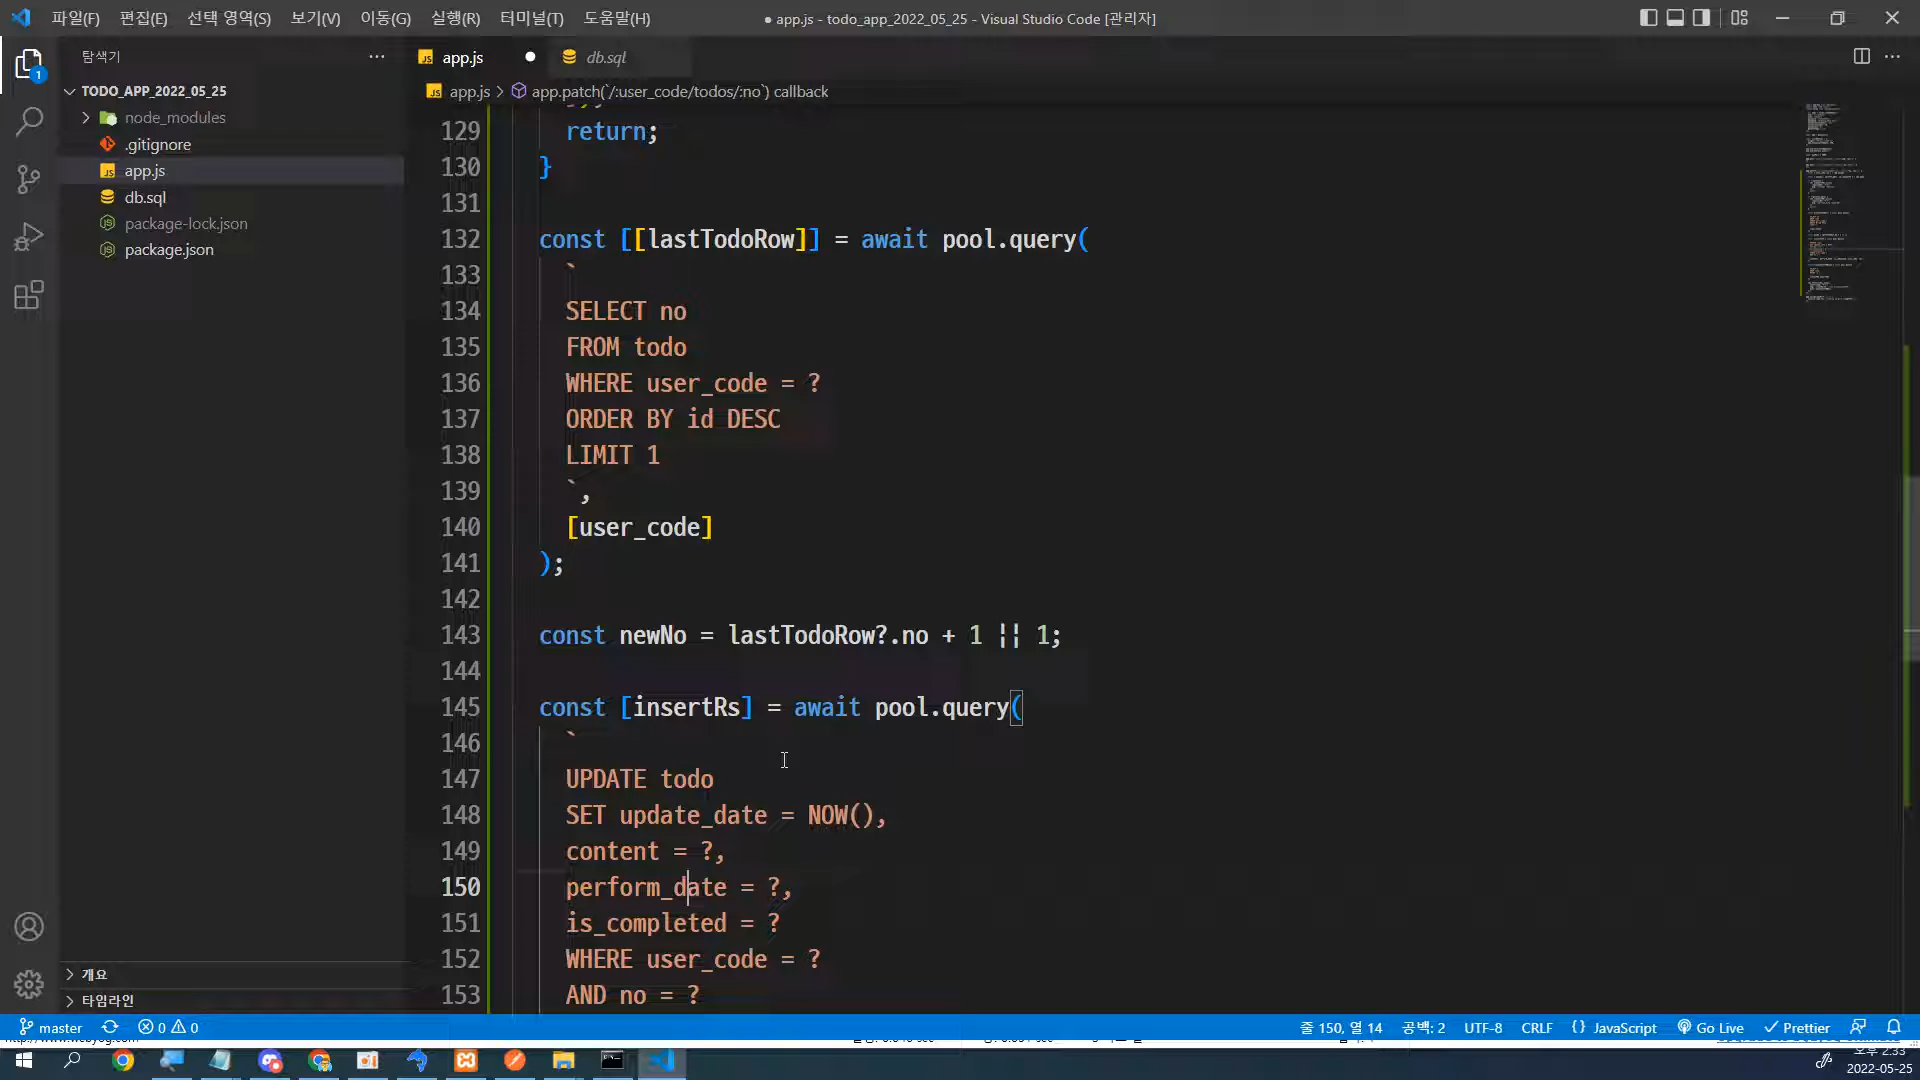 파일(F) 편집(E) 선택 영역(S) 보기(V) 이동(G) 실행(R) 터미널(T) 도움말(H)
● app.js - todo_app_2022_05_25 - Visual Studio Code [관리자]
탐색기
TODO_APP_2022_05_25
node_modules
.gitignore
app.js
db.sql
package-lock.json
package.json
개요
타임라인
app.js
db.sql
app.js > app.patch(`/:user_code/todos/:no`) callback
129 return;
130 }
131
132 const [[lastTodoRow]] = await pool.query(
133 `
134 SELECT no
135 FROM todo
136 WHERE user_code = ?
137 ORDER BY id DESC
138 LIMIT 1
139 `,
140 [user_code]
141 );
142
143 const newNo = lastTodoRow?.no + 1 || 1;
144
145 const [insertRs] = await pool.query(
146 `
147 UPDATE todo
148 SET update_date = NOW(),
149 content = ?,
150 perform_date = ?,
151 is_completed = ?
152 WHERE user_code = ?
153 AND no = ?
master 0 0
줄 150, 열 14 공백: 2 UTF-8 CRLF {} JavaScript Go Live Prettier
오후 2:33
2022-05-25